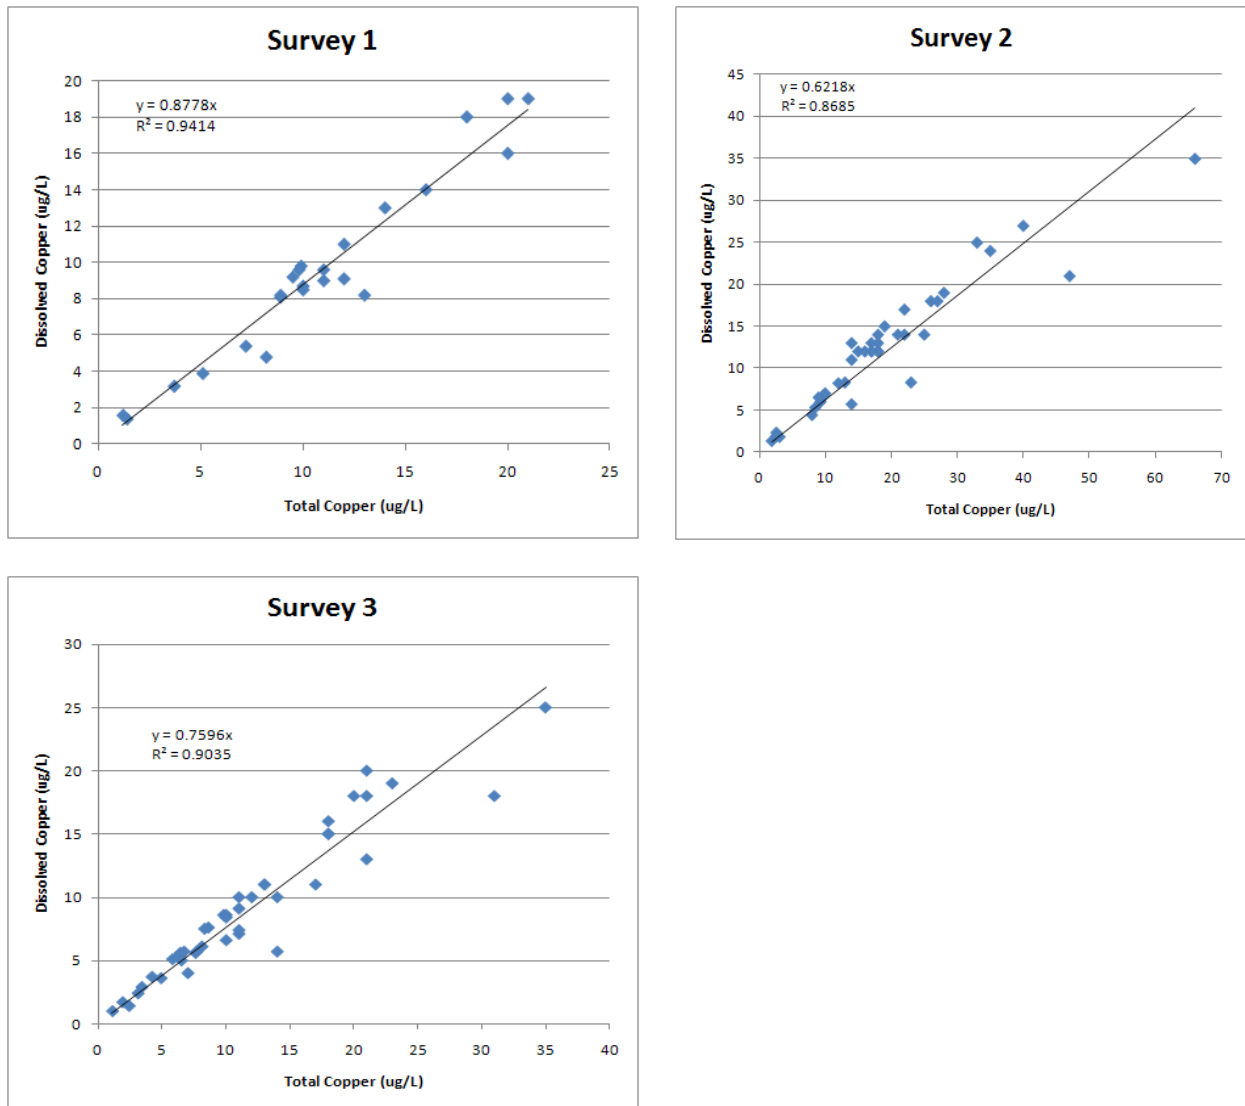 Survey 1
y = 0.8778x
R² = 0.9414
Dissolved Copper (ug/L)
20
18
16
14
12
10
8
6
4
2
0
0 5 10 15 20 25
Total Copper (ug/L)
Survey 2
y = 0.6218x
R² = 0.8685
Dissolved Copper (ug/L)
45
40
35
30
25
20
15
10
5
0
0 10 20 30 40 50 60 70
Total Copper (ug/L)
Survey 3
y = 0.7596x
R² = 0.9035
Dissolved Copper (ug/L)
30
25
20
15
10
5
0
0 5 10 15 20 25 30 35 40
Total Copper (ug/L)